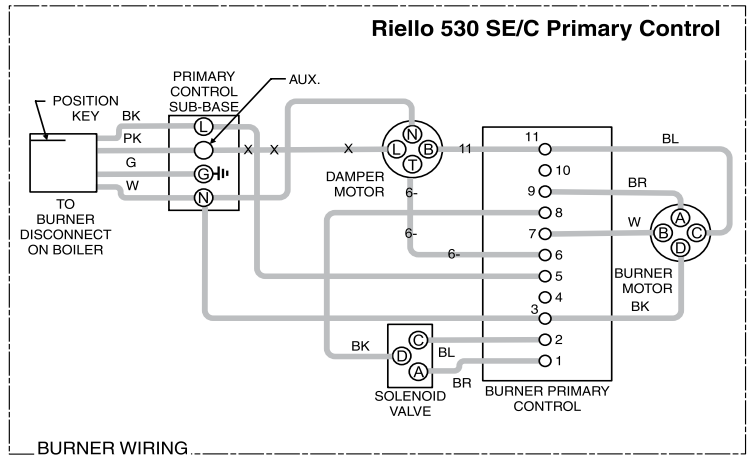 Riello 530 SE/C Primary Control
PRIMARY
CONTROL
SUB-BASE
AUX.
POSITION
KEY
BK
PK
G
W
L
G
N
X
X
X
TO
BURNER
DISCONNECT
ON BOILER
N
L
B
T
DAMPER
MOTOR
11
6-
6-
6-
11
10
9
8
7
6
5
4
3
2
1
BL
BR
W
BK
A
B
C
D
BURNER
MOTOR
BK
C
D
A
BL
BR
SOLENOID
VALVE
BURNER PRIMARY
CONTROL
BURNER WIRING